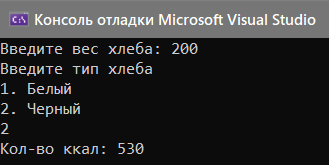 Консоль отладки Microsoft Visual Studio
Введите вес хлеба: 200
Введите тип хлеба
1. Белый
2. Черный
2
Кол-во ккал: 530